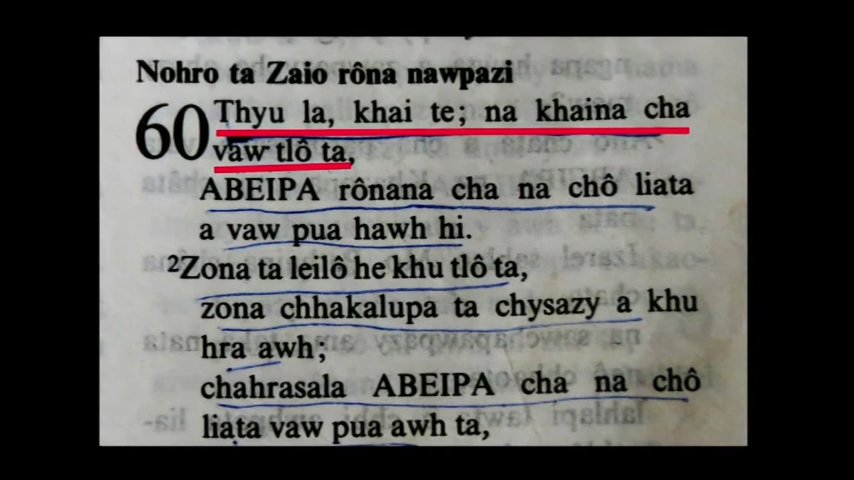 Nohro ta Zaio rôna nawpazi
60 Ṭhyu la, khai te; na khaina cha
vaw tlô ta,
ABEIPA rônana cha na chô liata
a vaw pua hawh hi.
²Zona ta leilô he khu tlô ta,
zona chhakalupa ta chysazy a khu
hra awh;
chahrasala ABEIPA cha na chô
liata vaw pua awh ta,